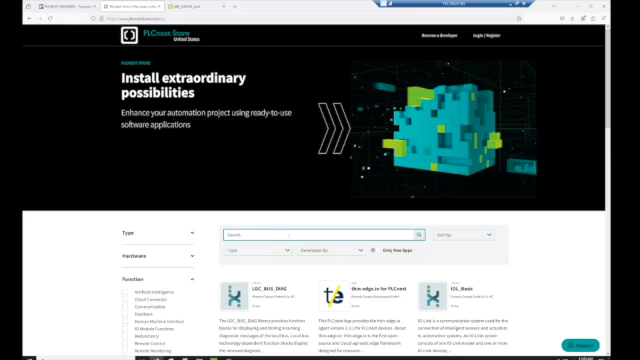 PLCnext Store
United States
Become a developer
Login / Register
PLCNEXT STORE
Install extraordinary
possibilities
Enhance your automation project using ready-to-use
software applications
Type
Search
Sort by
Hardware
Type
Developed By
Only free Apps
Function
Artificial Intelligence
Cloud Connector
Communication
Database
Human Machine Interface
IO Module Functions
Redundancy
Remote Control
Remote Monitoring
LDC_BUS_DIAG
The LDC_BUS_DIAG library provides function
blocks for displaying and storing incoming
diagnostic messages of the local bus. Local bus
technology-dependent function blocks display
the received diagnostic...
thin-edge.io for PLCnext
This PLCnext App provides the thin-edge.io
agent version 1.5.1 for PLCnext Controls. About
thin-edge.io thin-edge.io is the first open
source and cloud agnostic edge framework
designed for resource...
IOL_Basic
IO-Link is a communication system used for the
connection of intelligent sensors and actuators
to automation systems. An IO-Link system
consists of one IO-Link master and one or more
IO-Link devices, ...
Support